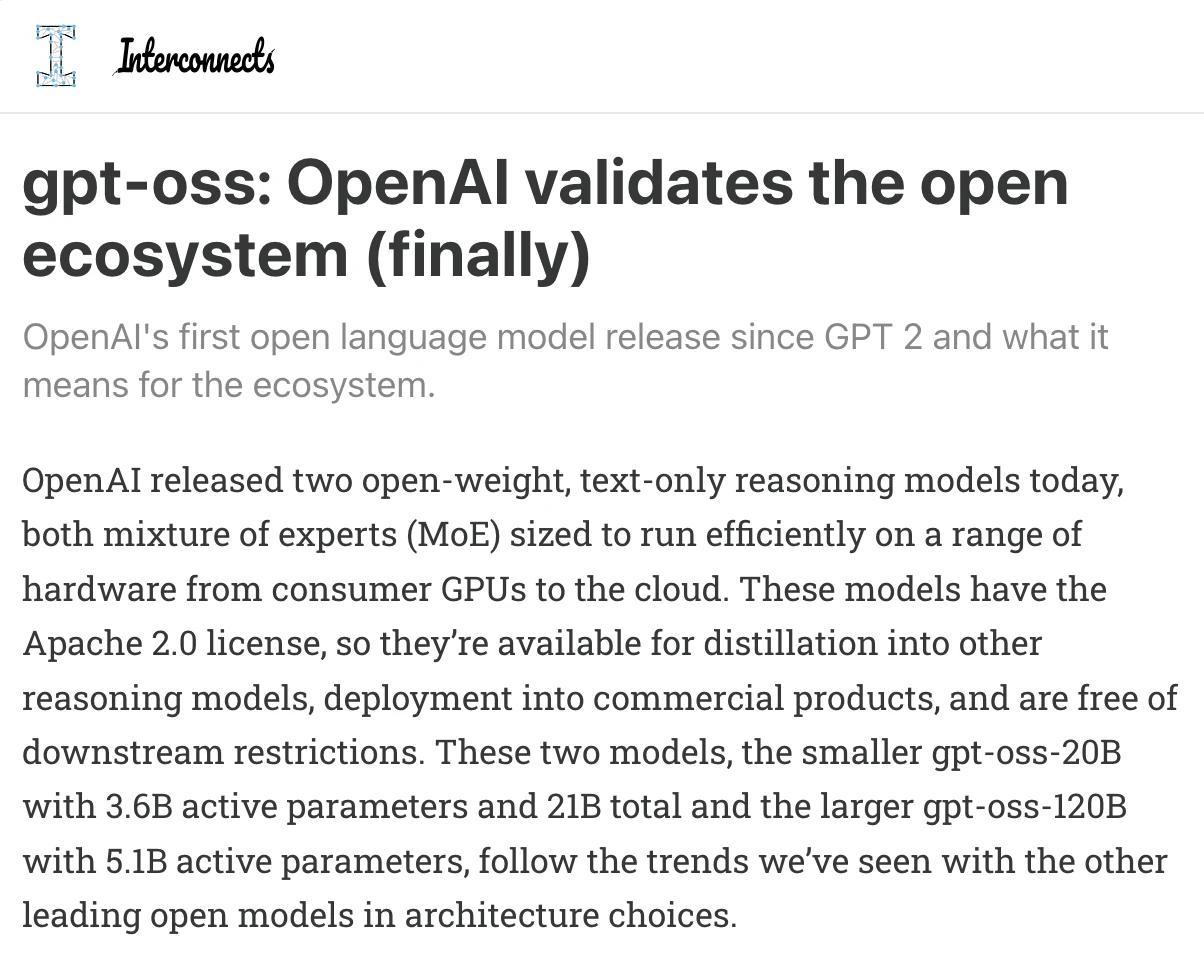 I
Interconnects
gpt-oss: OpenAI validates the open
ecosystem (finally)
OpenAI's first open language model release since GPT 2 and what it
means for the ecosystem.
OpenAI released two open-weight, text-only reasoning models today,
both mixture of experts (MoE) sized to run efficiently on a range of
hardware from consumer GPUs to the cloud. These models have the
Apache 2.0 license, so they’re available for distillation into other
reasoning models, deployment into commercial products, and are free of
downstream restrictions. These two models, the smaller gpt-oss-20B
with 3.6B active parameters and 21B total and the larger gpt-oss-120B
with 5.1B active parameters, follow the trends we’ve seen with the other
leading open models in architecture choices.